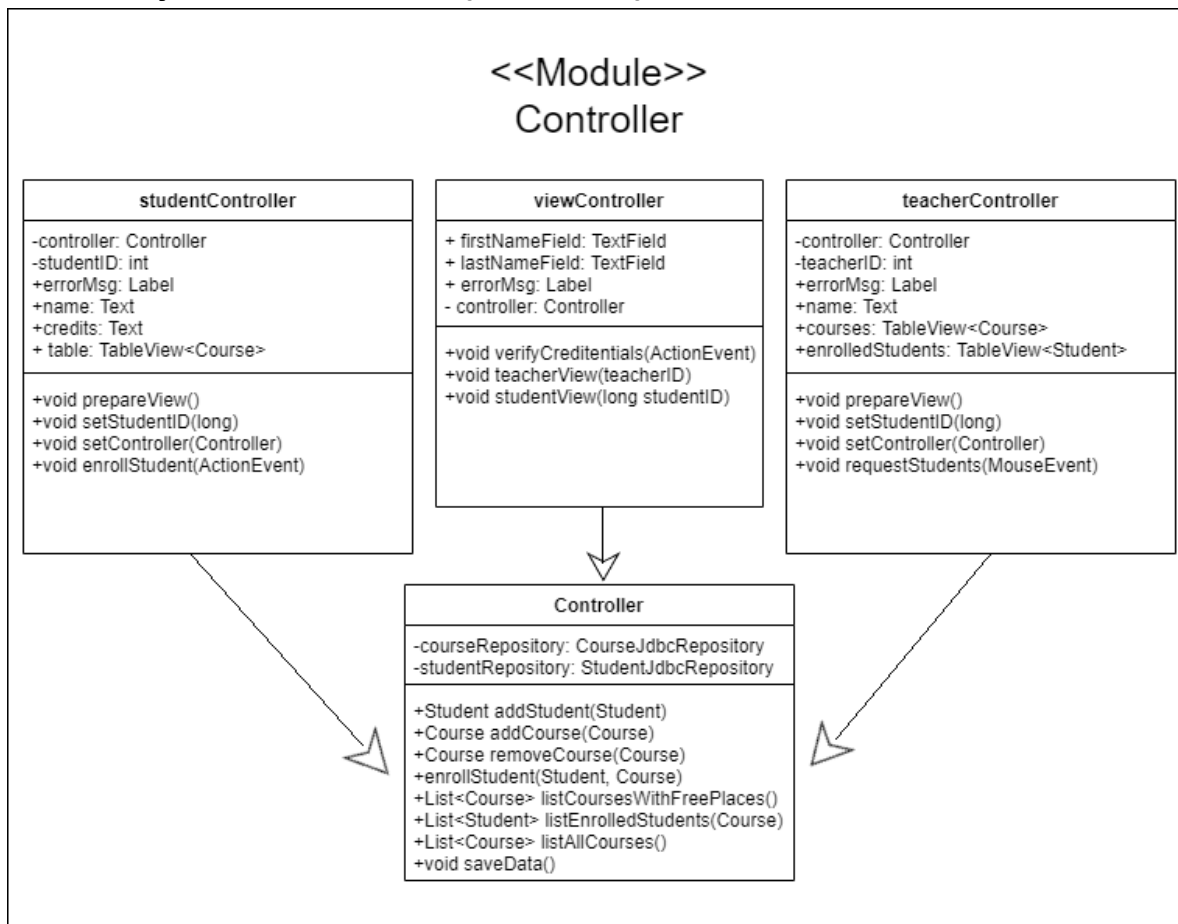 <<Module>>
Controller
studentController
-controller: Controller
-studentID: int
+errorMsg: Label
+name: Text
+credits: Text
+ table: TableView<Course>
+void prepareView()
+void setStudentID(long)
+void setController(Controller)
+void enrollStudent(ActionEvent)
viewController
+ firstNameField: TextField
+ lastNameField: TextField
+ errorMsg: Label
- controller: Controller
+void verifyCreditentials(ActionEvent)
+void teacherView(teacherID)
+void studentView(long studentID)
teacherController
-controller: Controller
-teacherID: int
+errorMsg: Label
+name: Text
+courses: TableView<Course>
+enrolledStudents: TableView<Student>
+void prepareView()
+void setStudentID(long)
+void setController(Controller)
+void requestStudents(MouseEvent)
Controller
-courseRepository: CourseJdbcRepository
-studentRepository: StudentJdbcRepository
+Student addStudent(Student)
+Course addCourse(Course)
+Course removeCourse(Course)
+enrollStudent(Student, Course)
+List<Course> listCoursesWithFreePlaces()
+List<Student> listEnrolledStudents(Course)
+List<Course> listAllCourses()
+void saveData()